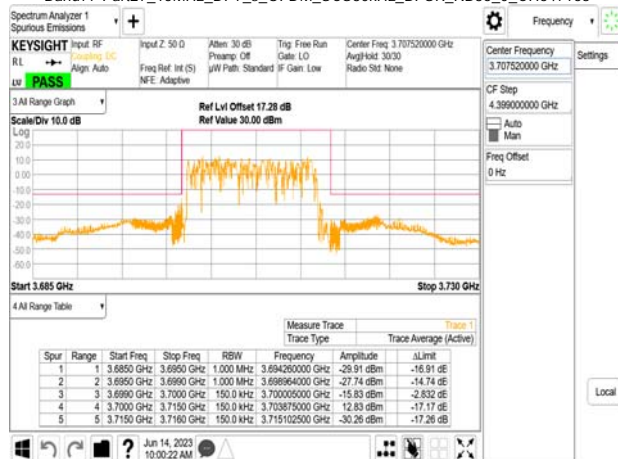 Spectrum Analyzer 1
Spurious Emissions
Frequency
KEYSIGHT
Input: RF
Coupling: DC
Align: Auto
Input Z: 50 Ω
Freq Ref: Int (S)
NFE: Adaptive
Atten: 30 dB
Preamp: Off
µW Path: Standard
Trig: Free Run
Gate: LO
IF Gain: Low
Center Freq: 3.707520000 GHz
Avg|Hold: 30/30
Radio Std: None
RL
LXI
PASS
Center Frequency
3.707520000 GHz
Settings
CF Step
4.399000000 GHz
Auto
Man
Freq Offset
0 Hz
Local
3 All Range Graph
Scale/Div 10.0 dB
Ref Lvl Offset 17.28 dB
Ref Value 30.00 dBm
Log
20.0
10.0
0.00
-10.0
-20.0
-30.0
-40.0
-50.0
-60.0
Start 3.685 GHz
Stop 3.730 GHz
4 All Range Table
Measure Trace Trace 1
Trace Type Trace Average (Active)
Spur Range Start Freq Stop Freq RBW Frequency Amplitude ΔLimit
1 1 3.6850 GHz 3.6950 GHz 1.000 MHz 3.694260000 GHz -29.91 dBm -16.91 dE
2 2 3.6950 GHz 3.6990 GHz 1.000 MHz 3.698964000 GHz -27.74 dBm -14.74 dE
3 3 3.6990 GHz 3.7000 GHz 150.0 kHz 3.700005000 GHz -15.83 dBm -2.832 dE
4 4 3.7000 GHz 3.7150 GHz 150.0 kHz 3.703875000 GHz 12.83 dBm -17.17 dE
5 5 3.7150 GHz 3.7160 GHz 150.0 kHz 3.715102500 GHz -30.26 dBm -17.26 dB
Jun 14, 2023
10:00:22 AM